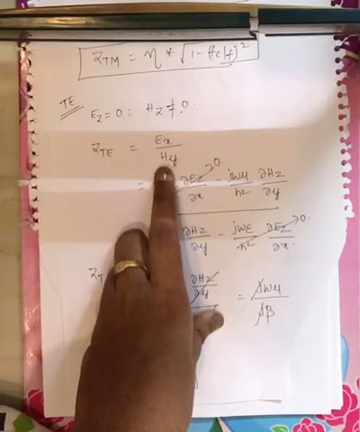 Z_TM = η * √1 - (fc/f)²
TE
Ez = 0 ; Hz ≠ 0.
Z_TE = Ex/Hy
= ∂Ez/∂x → 0 - jωμ/h² ∂Hz/∂y
∂Hz/∂y - jωε/h² ∂Ez/∂x → 0.
∂Hz/∂y = jωμ/jβ